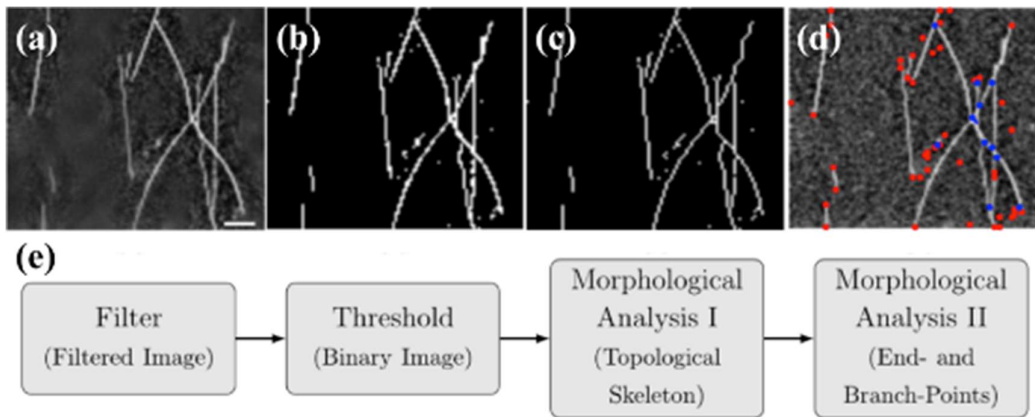 (a) (b) (c) (d)
(e)
Filter
(Filtered Image)
Threshold
(Binary Image)
Morphological
Analysis I
(Topological
Skeleton)
Morphological
Analysis II
(End- and
Branch-Points)